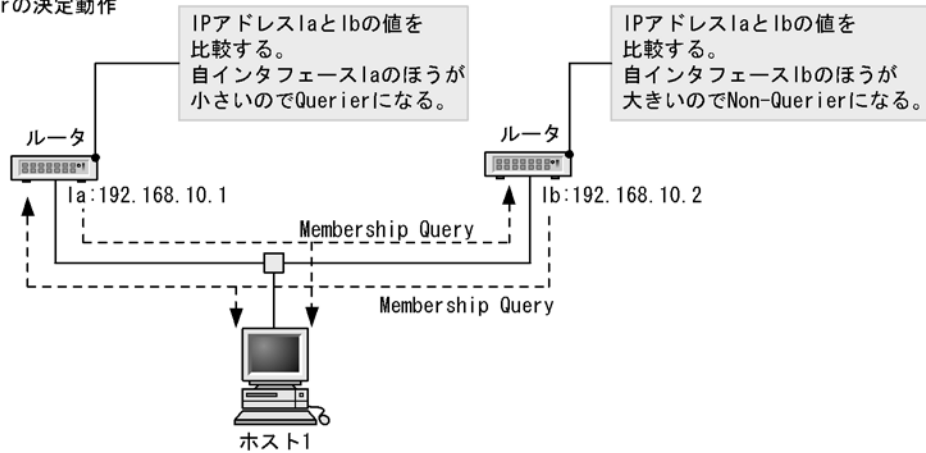 rの決定動作
IPアドレスIaとIbの値を
比較する。
自インタフェースIaのほうが
小さいのでQuerierになる。
IPアドレスIaとIbの値を
比較する。
自インタフェースIbのほうが
大きいのでNon-Querierになる。
ルータ
ルータ
Ia:192.168.10.1
Ib:192.168.10.2
Membership Query
Membership Query
ホスト1